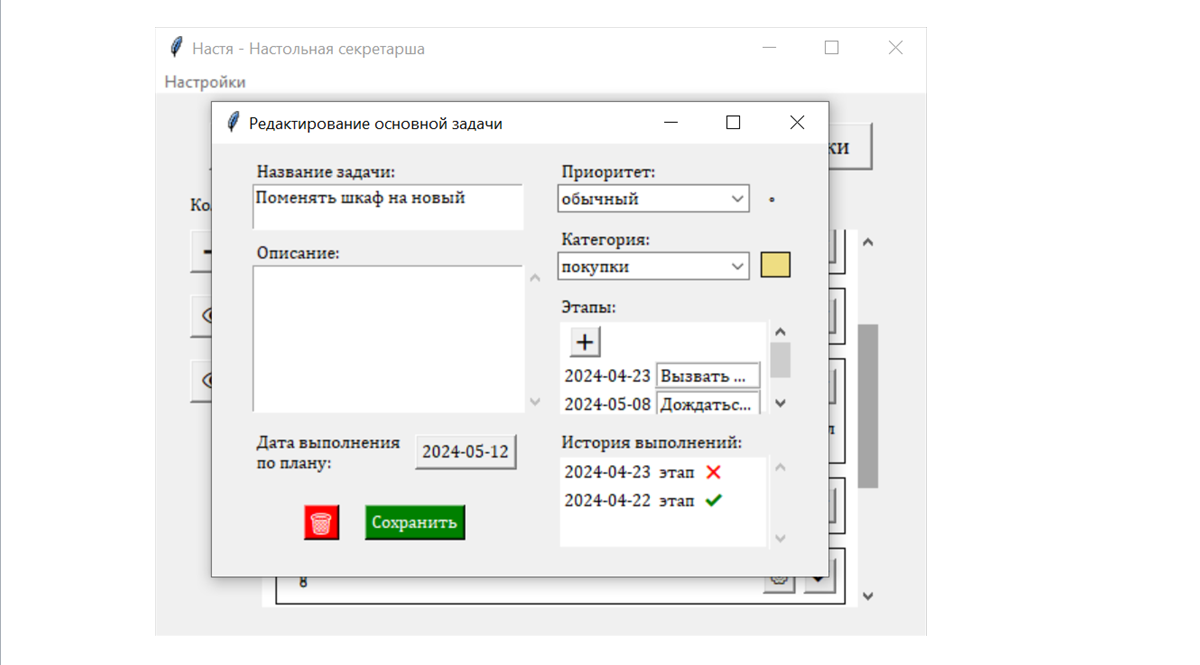 Настя - Настольная секретарша
Настройки
Редактирование основной задачи
Название задачи:
Поменять шкаф на новый
Описание:
Дата выполнения
по плану:
2024-05-12
Сохранить
Приоритет:
обычный
Категория:
покупки
Этапы:
+
2024-04-23 Вызвать ...
2024-05-08 Дождатьс...
История выполнений:
2024-04-23 этап
2024-04-22 этап
8